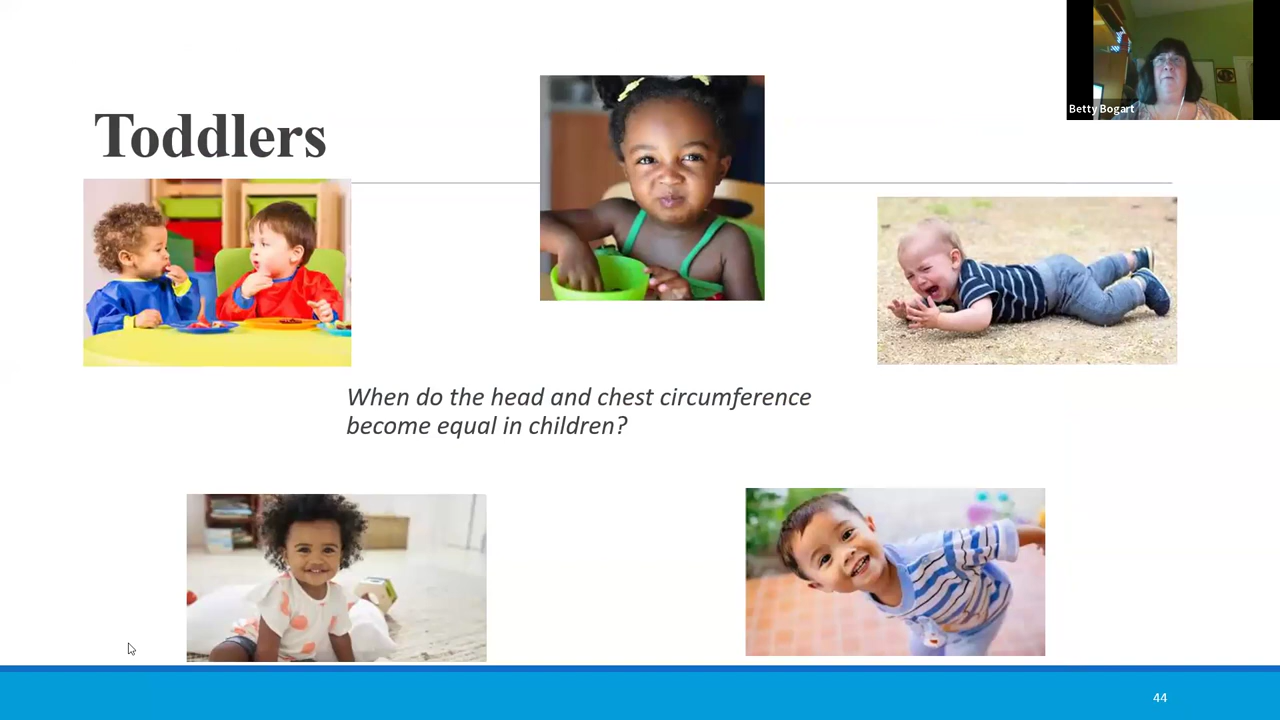 Toddlers
Betty Bogart
When do the head and chest circumference
become equal in children?
44